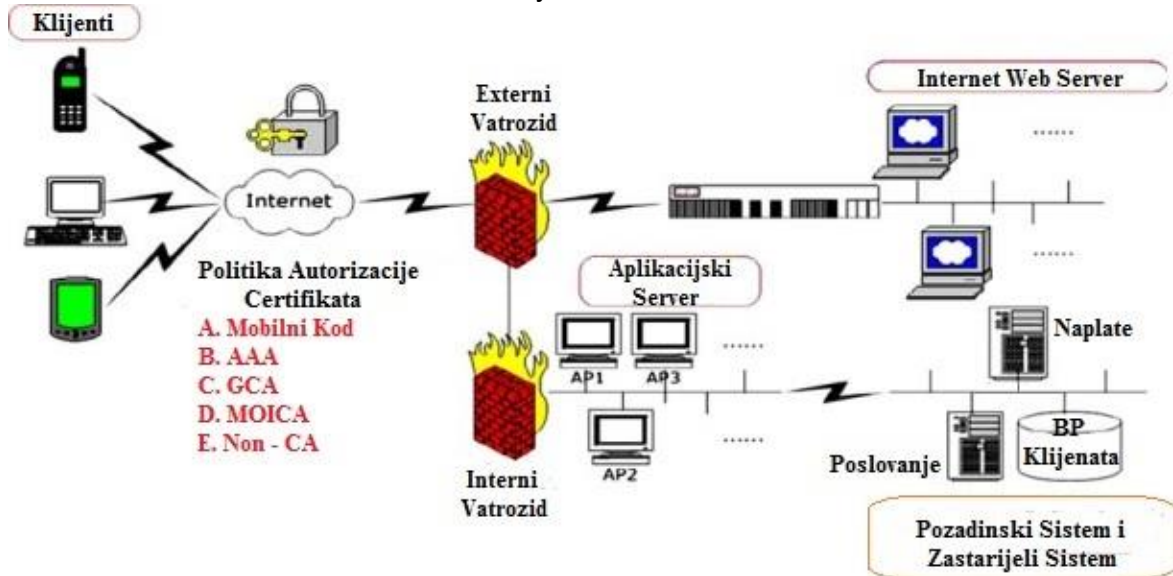 Klijenti
Internet Web Server
Externi
Vatrozid
......
Internet
......
Politika Autorizacije
Certifikata
A. Mobilni Kod
B. AAA
C. GCA
D. MOICA
E. Non - CA
Aplikacijski
Server
......
AP1
AP3
AP2
......
Interni
Vatrozid
Naplate
Poslovanje
BP
Klijenata
Pozadinski Sistem i
Zastarijeli Sistem